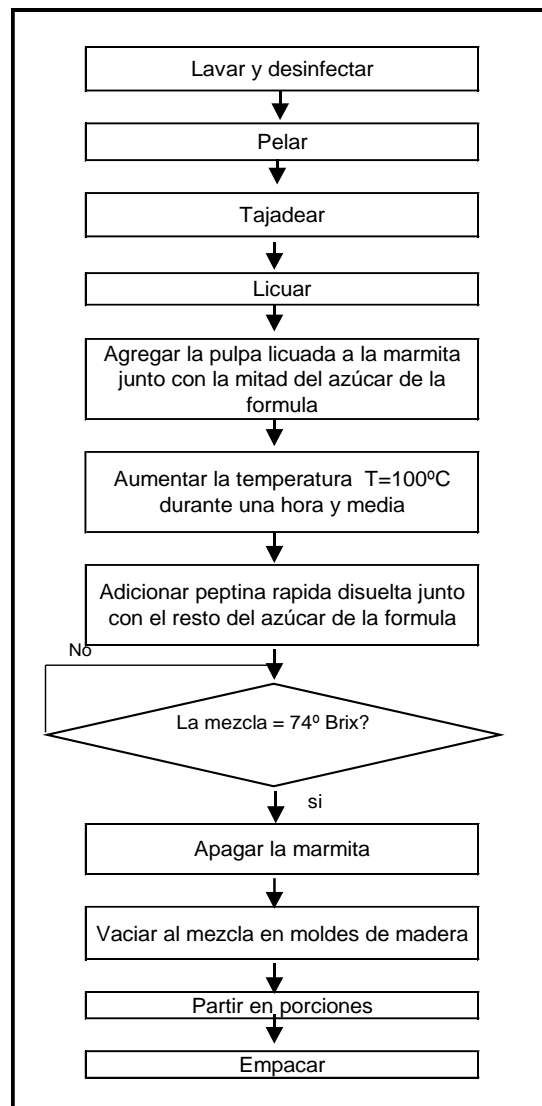 Lavar y desinfectar
Pelar
Tajadear
Licuar
Agregar la pulpa licuada a la marmita
junto con la mitad del azúcar de la
formula
Aumentar la temperatura T=100ºC
durante una hora y media
Adicionar peptina rapida disuelta junto
con el resto del azúcar de la formula
No
La mezcla = 74º Brix?
si
Apagar la marmita
Vaciar al mezcla en moldes de madera
Partir en porciones
Empacar